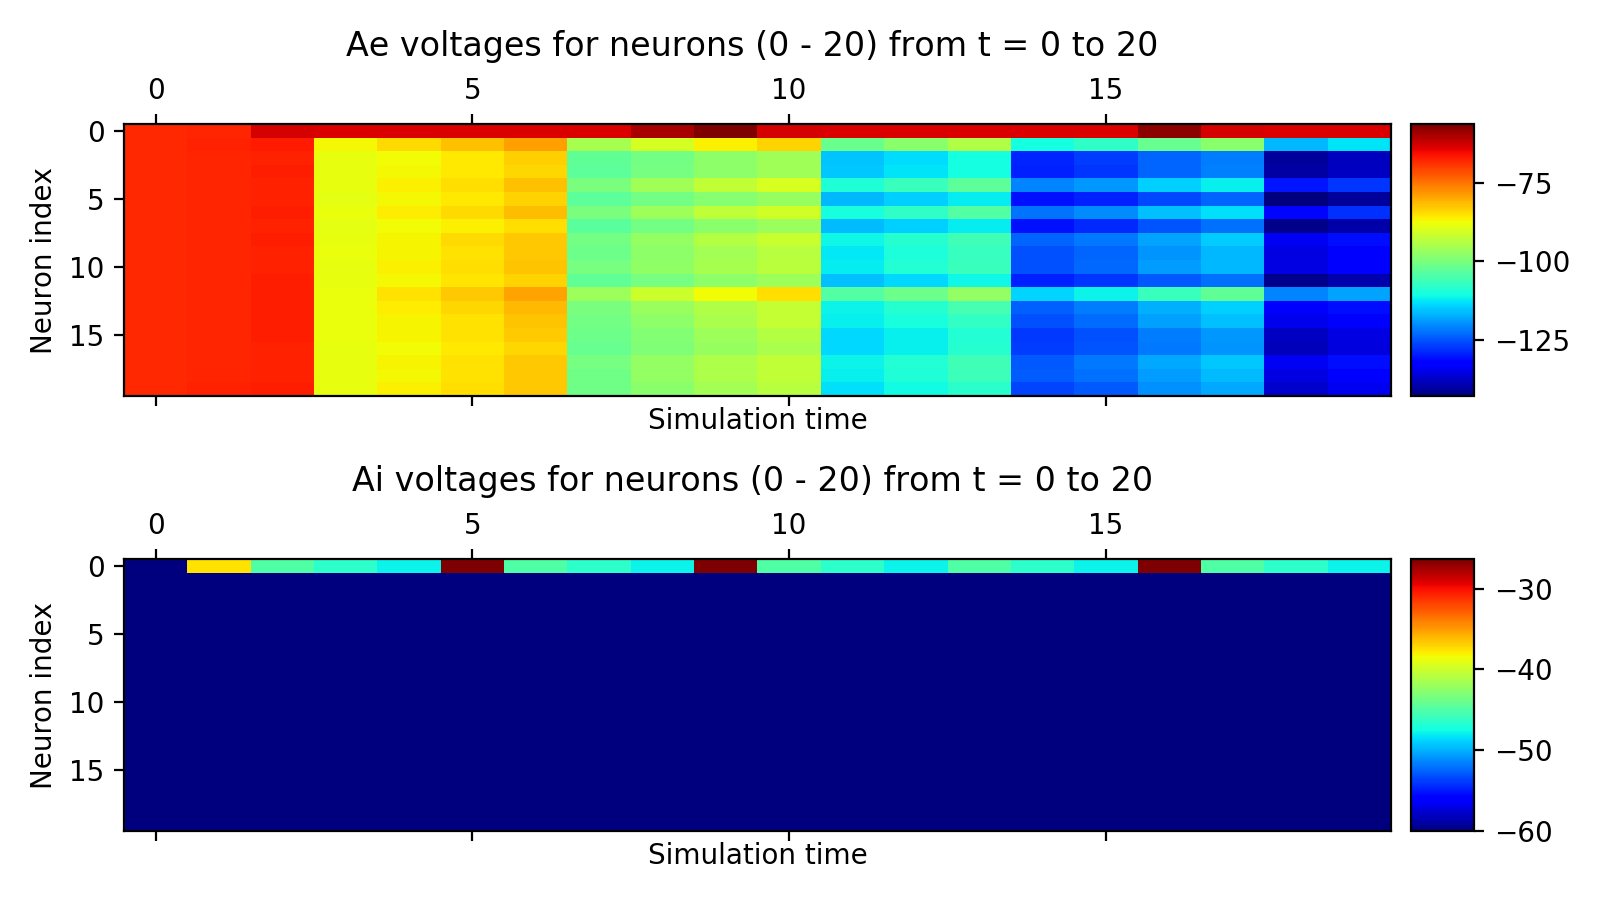 Ae voltages for neurons (0 - 20) from t = 0 to 20
0 5 10 15
Neuron index
0
5
10
15
Simulation time
−75
−100
−125
Ai voltages for neurons (0 - 20) from t = 0 to 20
0 5 10 15
Neuron index
0
5
10
15
Simulation time
−30
−40
−50
−60